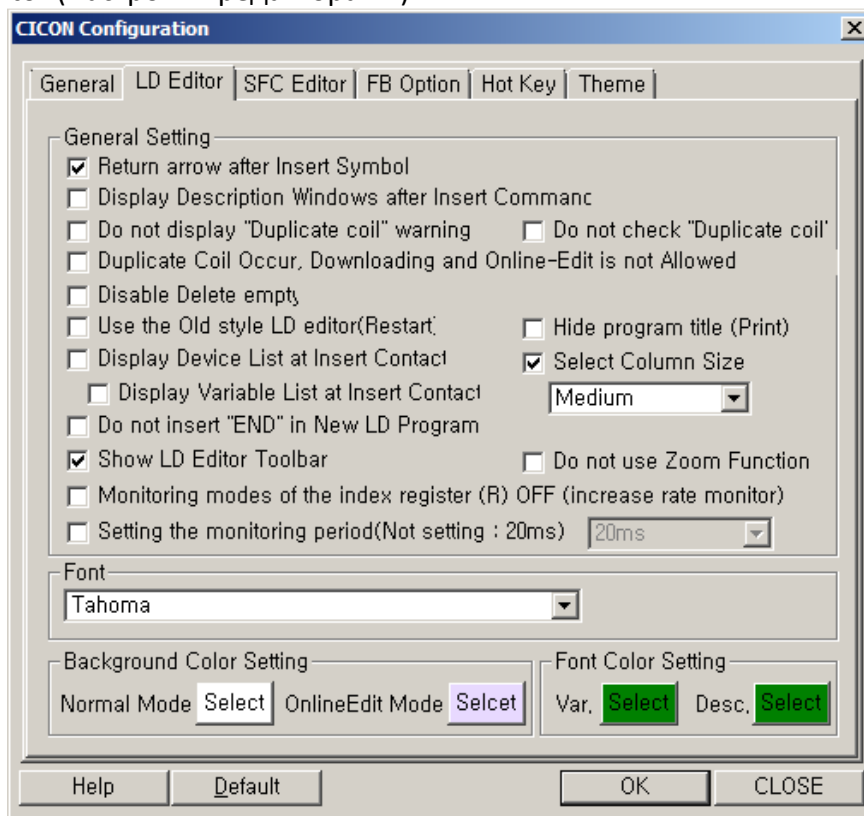 CICON Configuration
General LD Editor SFC Editor FB Option Hot Key Theme
General Setting
Return arrow after Insert Symbol
Display Description Windows after Insert Commanc
Do not display "Duplicate coil" warning Do not check "Duplicate coil"
Duplicate Coil Occur, Downloading and Online-Edit is not Allowed
Disable Delete empty
Use the Old style LD editor(Restart) Hide program title (Print)
Display Device List at Insert Contact Select Column Size
Display Variable List at Insert Contact Medium
Do not insert "END" in New LD Program
Show LD Editor Toolbar Do not use Zoom Function
Monitoring modes of the index register (R) OFF (increase rate monitor)
Setting the monitoring period(Not setting : 20ms) 20ms
Font
Tahoma
Background Color Setting Font Color Setting
Normal Mode Select OnlineEdit Mode Selcet Var. Select Desc. Select
Help Default OK CLOSE